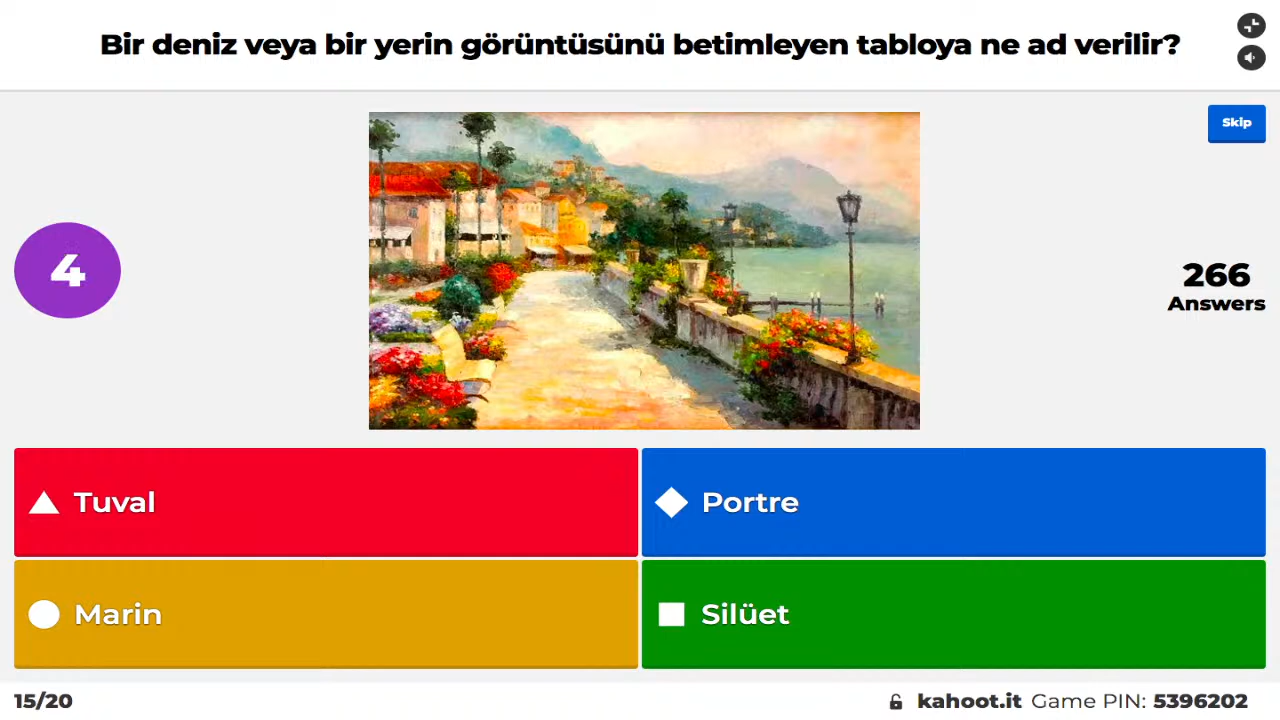 Bir deniz veya bir yerin görüntüsünü betimleyen tabloya ne ad verilir?
Skip
4
266
Answers
Tuval
Portre
Marin
Silüet
15/20
kahoot.it Game PIN: 5396202